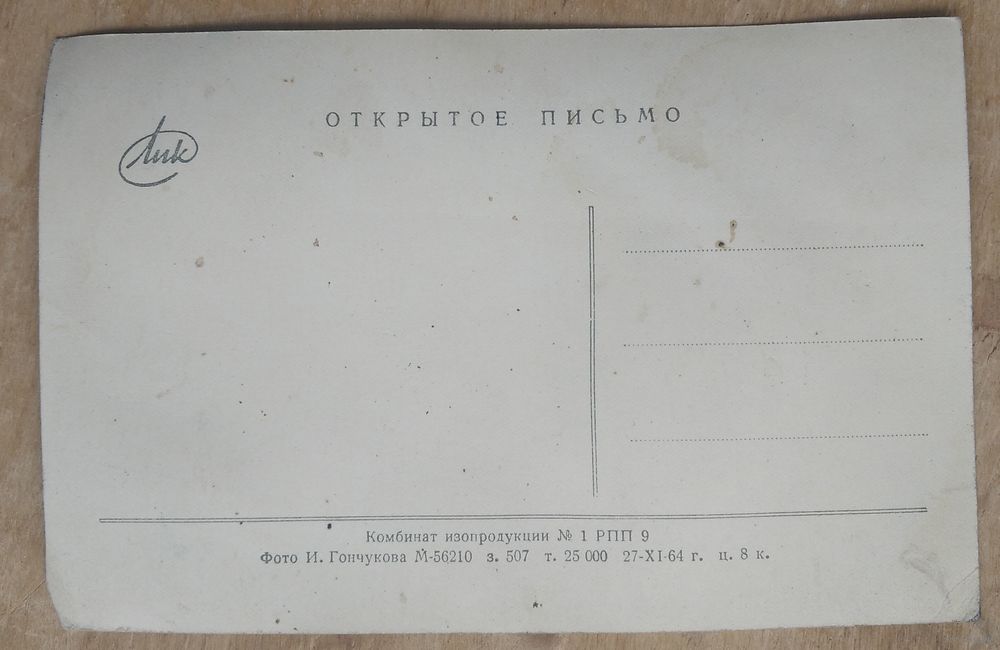 ОТКРЫТОЕ ПИСЬМО
Лик
Комбинат изопродукции № 1 РПП 9
Фото И. Гончукова М-56210 з. 507 т. 25 000 27-XI-64 г. ц. 8 к.